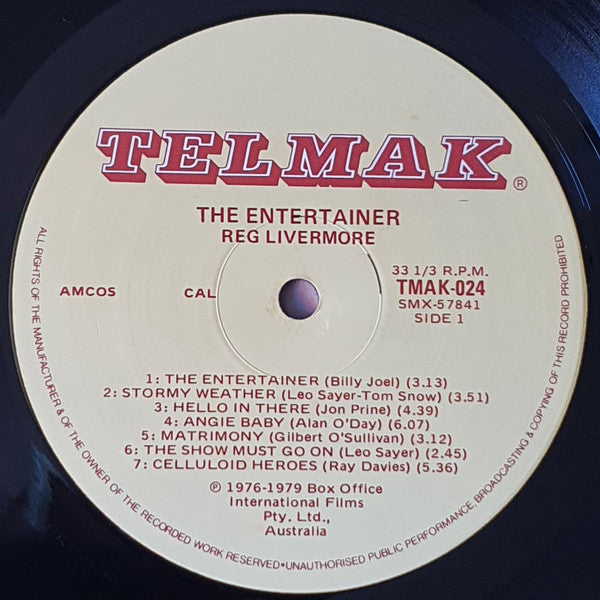 TELMAK®
THE ENTERTAINER
REG LIVERMORE
33 1/3 R.P.M.
AMCOS CAL TMAK-024
SMX-57841
SIDE 1
1: THE ENTERTAINER (Billy Joel) (3.13)
2: STORMY WEATHER (Leo Sayer-Tom Snow) (3.51)
3: HELLO IN THERE (Jon Prine) (4.39)
4: ANGIE BABY (Alan O'Day) (6.07)
5: MATRIMONY (Gilbert O'Sullivan) (3.12)
6: THE SHOW MUST GO ON (Leo Sayer) (2.45)
7: CELLULOID HEROES (Ray Davies) (5.36)
℗ 1976-1979 Box Office
International Films
Pty. Ltd.,
Australia
ALL RIGHTS OF THE MANUFACTURER & OF THE OWNER OF THE RECORDED WORK RESERVED•UNAUTHORISED PUBLIC PERFORMANCE, BROADCASTING & COPYING OF THIS RECORD PROHIBITED